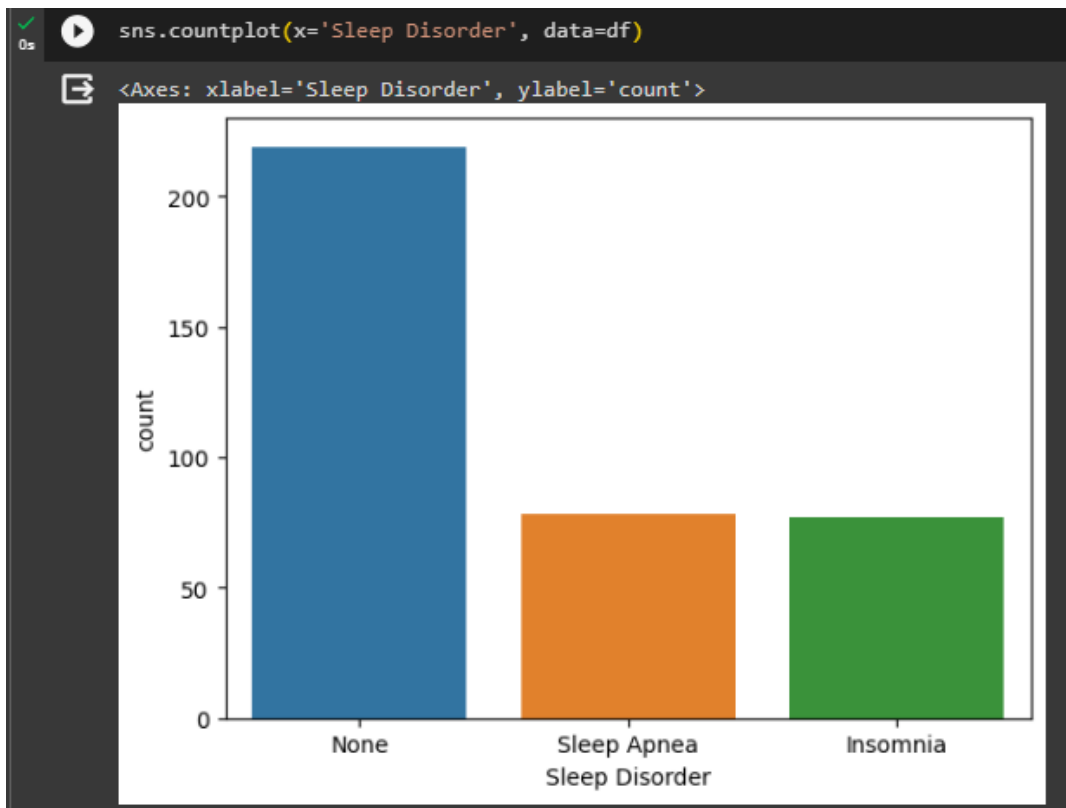 0s
sns.countplot(x='Sleep Disorder', data=df)
<Axes: xlabel='Sleep Disorder', ylabel='count'>
200
150
100
50
0
count
None Sleep Apnea Insomnia
Sleep Disorder